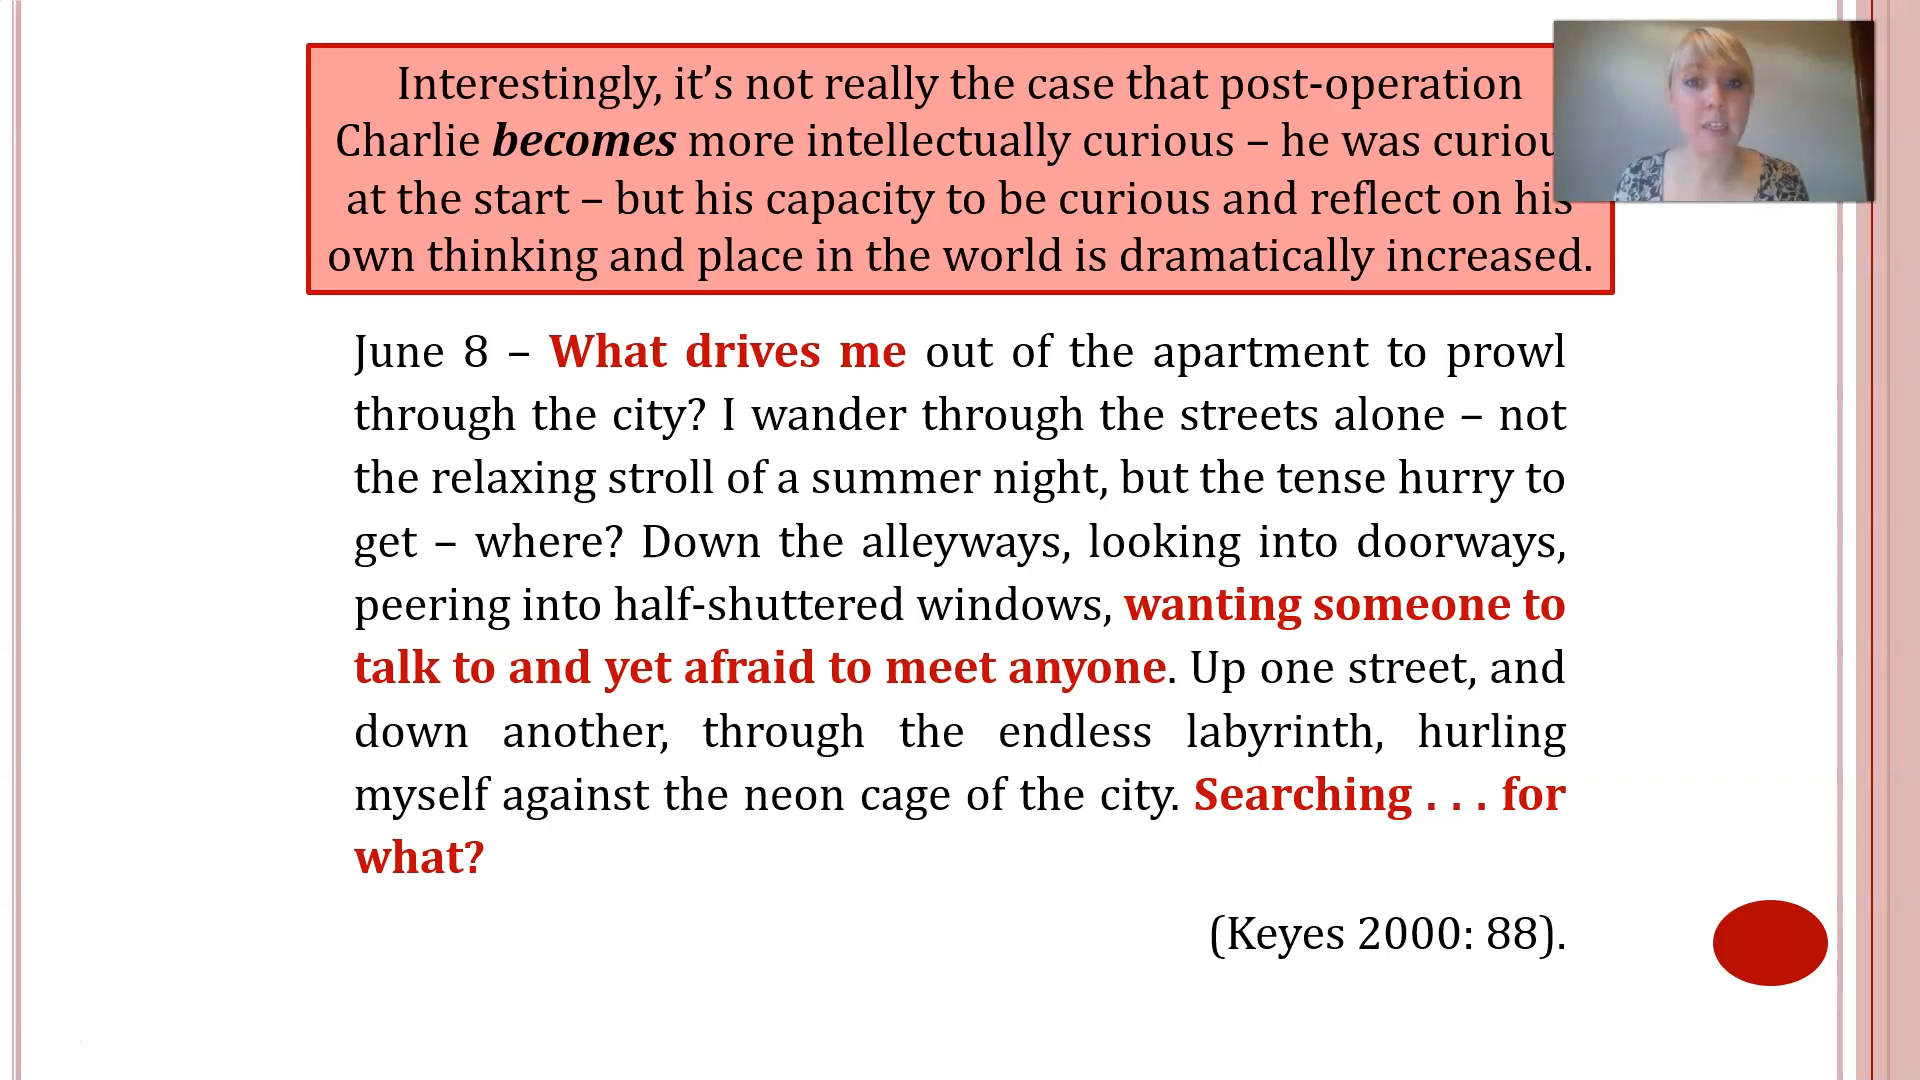 Interestingly, it’s not really the case that post-operation
Charlie becomes more intellectually curious – he was curiou
at the start – but his capacity to be curious and reflect on his
own thinking and place in the world is dramatically increased.
June 8 – What drives me out of the apartment to prowl
through the city? I wander through the streets alone – not
the relaxing stroll of a summer night, but the tense hurry to
get – where? Down the alleyways, looking into doorways,
peering into half-shuttered windows, wanting someone to
talk to and yet afraid to meet anyone. Up one street, and
down another, through the endless labyrinth, hurling
myself against the neon cage of the city. Searching . . . for
what?
(Keyes 2000: 88).